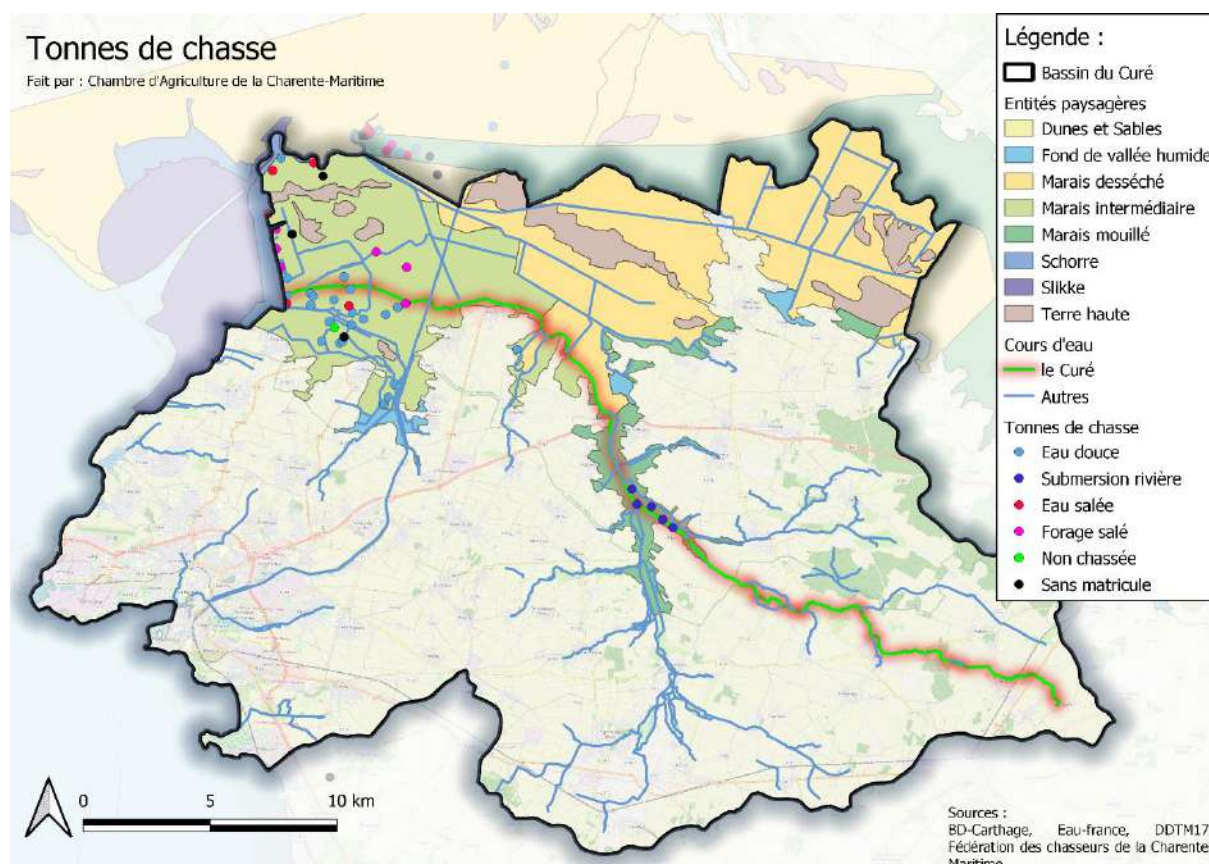 Tonnes de chasse
Fait par : Chambre d'Agriculture de la Charente-Maritime
Légende :
Bassin du Curé
Entités paysagères
Dunes et Sables
Fond de vallée humide
Marais desséché
Marais intermédiaire
Marais mouillé
Schorre
Slikke
Terre haute
Cours d'eau
le Curé
Autres
Tonnes de chasse
Eau douce
Submersion rivière
Eau salée
Forage salé
Non chassée
Sans matricule
0 5 10 km
Sources :
BD-Carthage, Eau-france, DDTM17
Fédération des chasseurs de la Charente-
Maritime